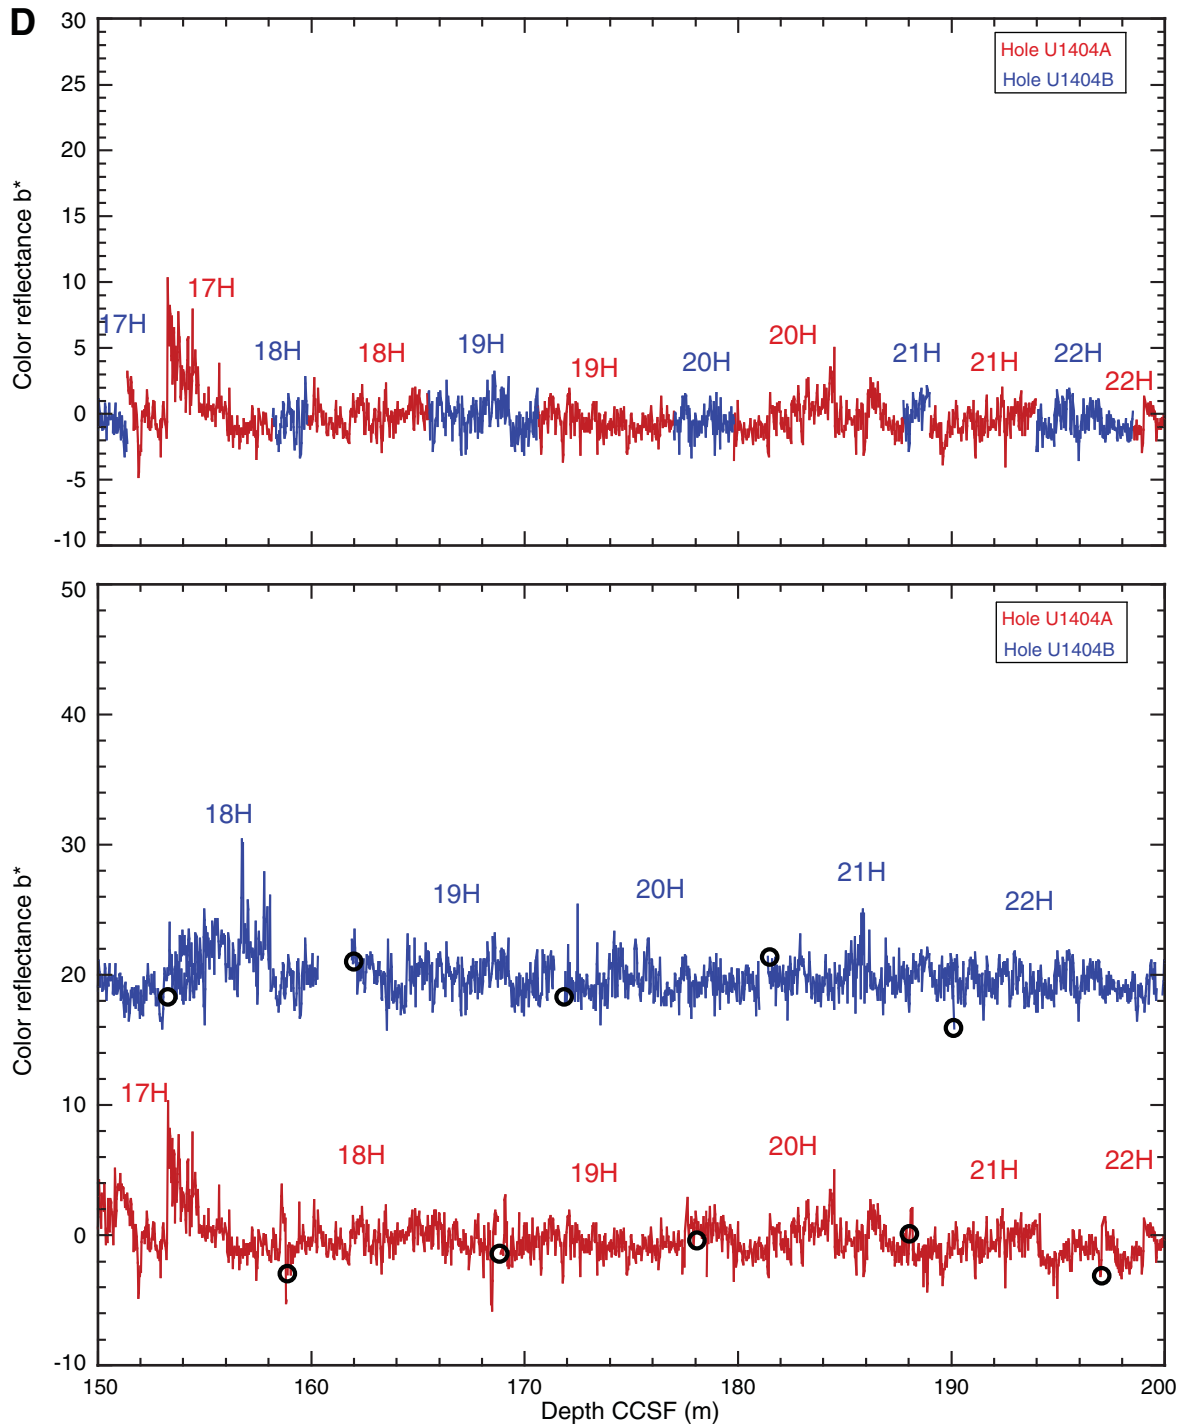 D
Color reflectance b*
30
25
20
15
10
5
0
-5
-10
Hole U1404A
Hole U1404B
17H
17H
18H
18H
19H
19H
20H
20H
21H
21H
22H
22H
Color reflectance b*
50
40
30
20
10
0
-10
Hole U1404A
Hole U1404B
18H
19H
20H
21H
22H
17H
18H
19H
20H
21H
22H
150 160 170 180 190 200
Depth CCSF (m)